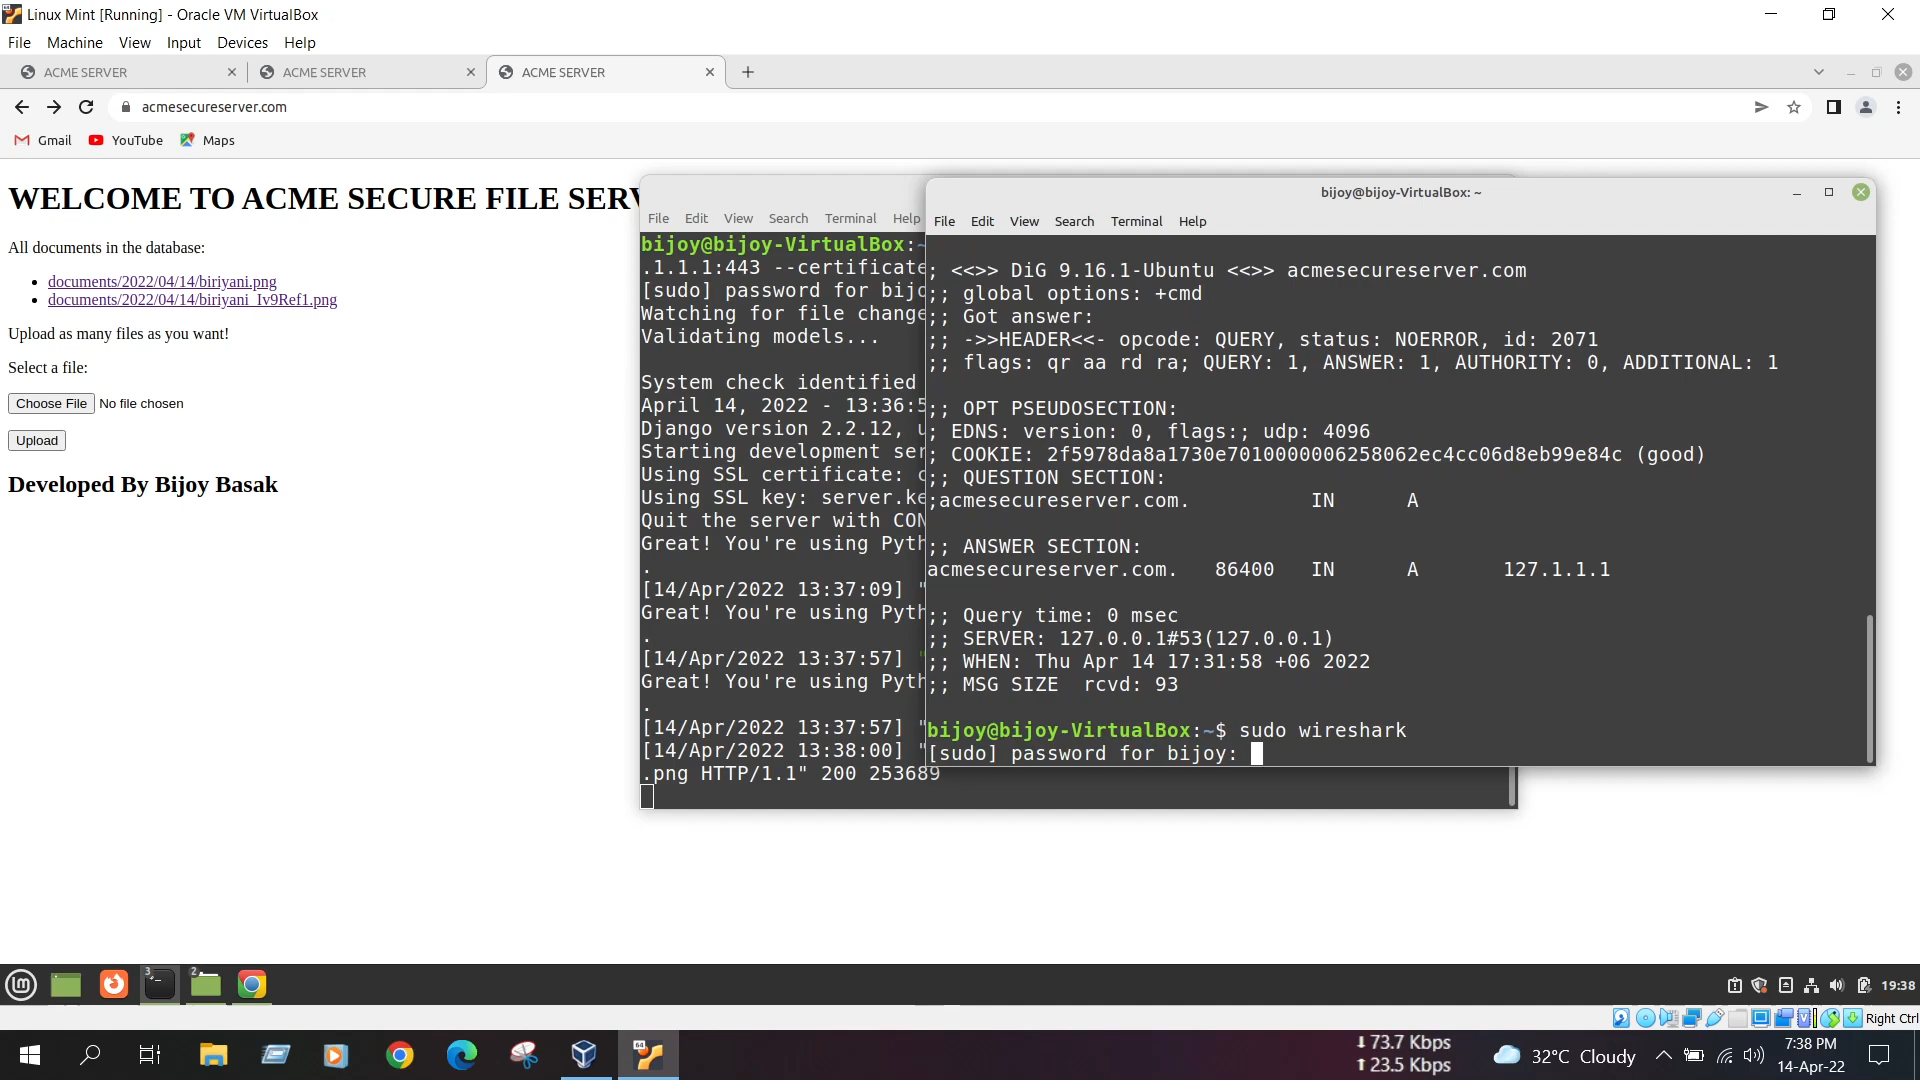 Linux Mint [Running] - Oracle VM VirtualBox
File Machine View Input Devices Help
ACME SERVER ACME SERVER ACME SERVER
acmesecureserver.com
Gmail YouTube Maps
WELCOME TO ACME SECURE FILE SERV
All documents in the database:
documents/2022/04/14/biriyani.png
documents/2022/04/14/biriyani_Iv9Ref1.png
Upload as many files as you want!
Select a file:
Choose File No file chosen
Upload
Developed By Bijoy Basak
File Edit View Search Terminal Help
bijoy@bijoy-VirtualBox:~
.1.1.1:443 --certificate
[sudo] password for bijo
Watching for file change
Validating models...
System check identified
April 14, 2022 - 13:36:5
Django version 2.2.12, u
Starting development ser
Using SSL certificate: c
Using SSL key: server.ke
Quit the server with CON
Great! You're using Pyth
.
[14/Apr/2022 13:37:09] "
Great! You're using Pyth
.
[14/Apr/2022 13:37:57] "
Great! You're using Pyth
.
[14/Apr/2022 13:37:57] "
[14/Apr/2022 13:38:00] "
.png HTTP/1.1" 200 253689
bijoy@bijoy-VirtualBox: ~
File Edit View Search Terminal Help
; <<>> DiG 9.16.1-Ubuntu <<>> acmesecureserver.com
;; global options: +cmd
;; Got answer:
;; ->>HEADER<<- opcode: QUERY, status: NOERROR, id: 2071
;; flags: qr aa rd ra; QUERY: 1, ANSWER: 1, AUTHORITY: 0, ADDITIONAL: 1
;; OPT PSEUDOSECTION:
; EDNS: version: 0, flags:; udp: 4096
; COOKIE: 2f5978da8a1730e7010000006258062ec4cc06d8eb99e84c (good)
;; QUESTION SECTION:
;acmesecureserver.com. IN A
;; ANSWER SECTION:
acmesecureserver.com. 86400 IN A 127.1.1.1
;; Query time: 0 msec
;; SERVER: 127.0.0.1#53(127.0.0.1)
;; WHEN: Thu Apr 14 17:31:58 +06 2022
;; MSG SIZE rcvd: 93
bijoy@bijoy-VirtualBox:~$ sudo wireshark
[sudo] password for bijoy:
3 2 19:38
Right Ctrl
73.7 Kbps
23.5 Kbps
32°C Cloudy
7:38 PM
14-Apr-22